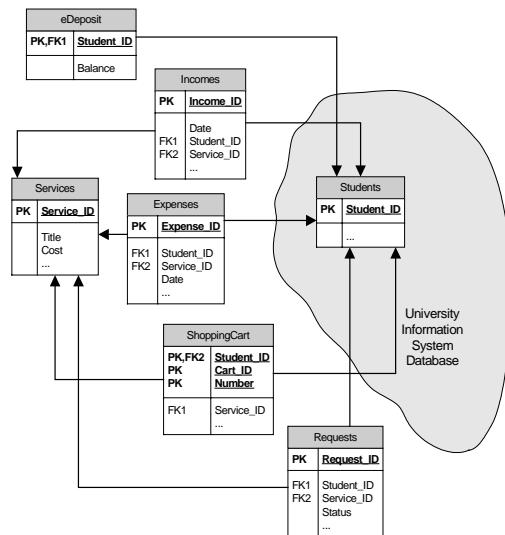 eDeposit
PK,FK1 Student_ID
Balance
Incomes
PK Income_ID
Date
FK1 Student_ID
FK2 Service_ID
...
Services
PK Service_ID
Title
Cost
...
Expenses
PK Expense_ID
FK1 Student_ID
FK2 Service_ID
Date
...
Students
PK Student_ID
...
University
Information
System
Database
ShoppingCart
PK,FK2 Student_ID
PK Cart_ID
PK Number
FK1 Service_ID
...
Requests
PK Request_ID
FK1 Student_ID
FK2 Service_ID
Status
...